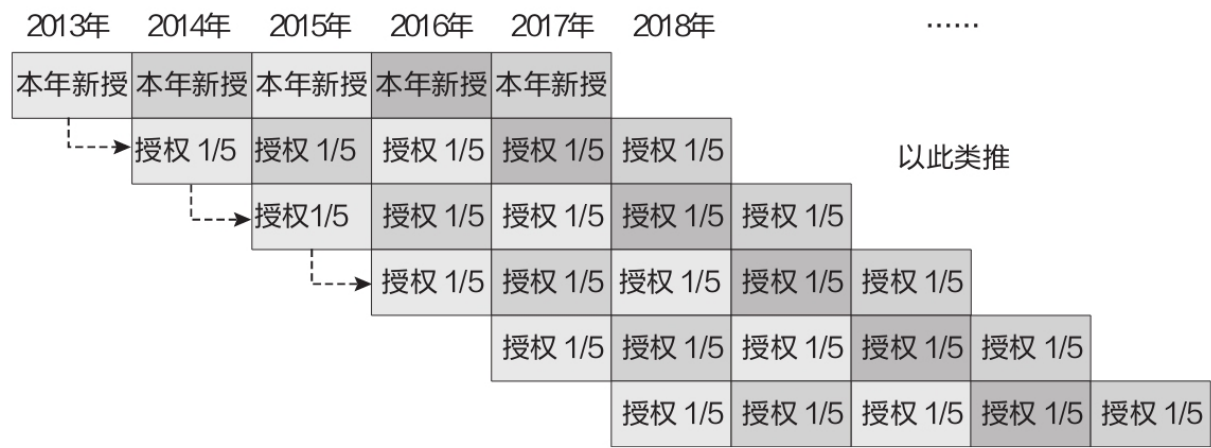 2013年 2014年 2015年 2016年 2017年 2018年 ……
本年新授 本年新授 本年新授 本年新授 本年新授
授权 1/5 授权 1/5 授权 1/5 授权 1/5 授权 1/5
以此类推
授权1/5 授权 1/5 授权 1/5 授权 1/5 授权 1/5
授权 1/5 授权 1/5 授权 1/5 授权 1/5 授权 1/5
授权 1/5 授权 1/5 授权 1/5 授权 1/5 授权 1/5
授权 1/5 授权 1/5 授权 1/5 授权 1/5 授权 1/5